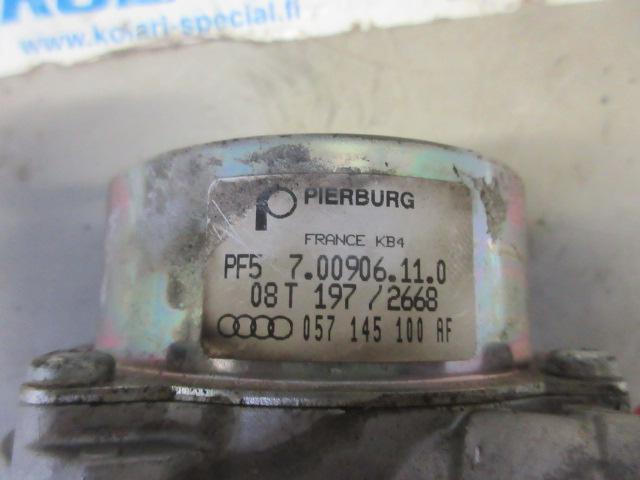 www.kolari-special.fi
PIERBURG
FRANCE KB4
PF5 7.00906.11.0
08T 197 / 2668
057 145 100 AF